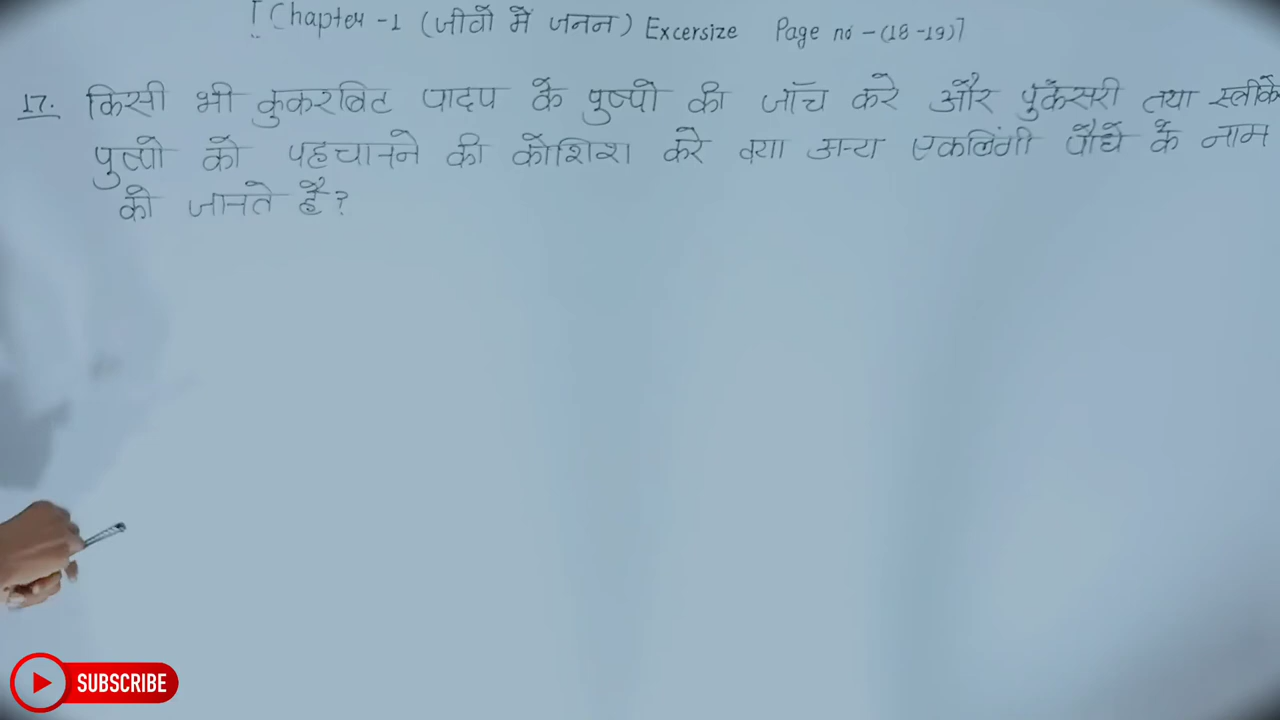 [Chapter -1 (जीवों में जनन) Excersize Page no - (18-19)]
17. किसी भी कुकुरबिट पादप के पुष्पो की जाँच करे और पुंकेसरी तथा स्त्रीके
पुष्पो को पहचानने की कोशिश करे क्या अन्य एकलिंगी पौधे के नाम
को जानते है?
SUBSCRIBE